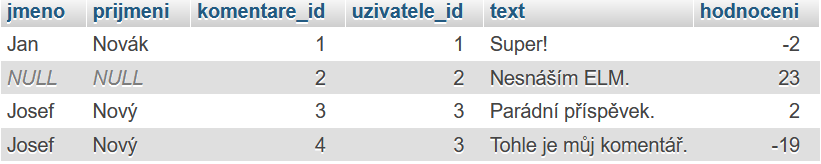 jmeno prijmeni komentare_id uzivatele_id text hodnoceni
Jan Novák 1 1 Super! -2
NULL NULL 2 2 Nesnáším ELM. 23
Josef Nový 3 3 Parádní příspěvek. 2
Josef Nový 4 3 Tohle je můj komentář. -19